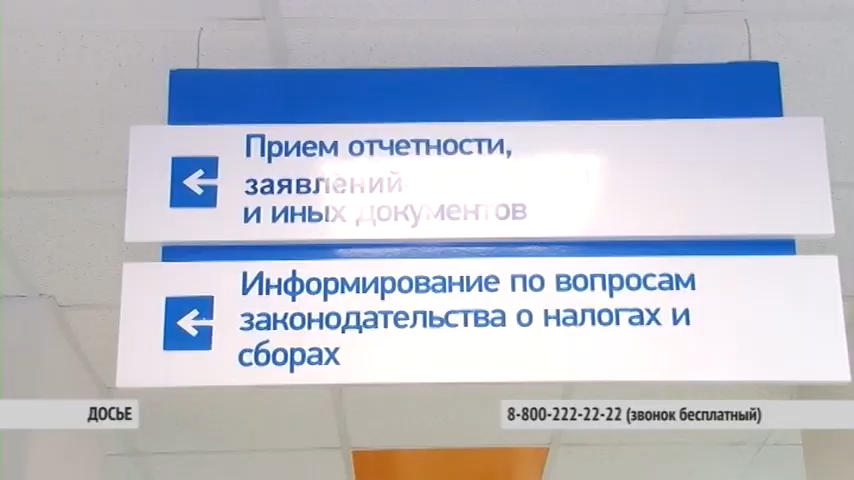 Прием отчетности,
заявлений
и иных документов
Информирование по вопросам
законодательства о налогах и
сборах
ДОСЬЕ
8-800-222-22-22 (звонок бесплатный)